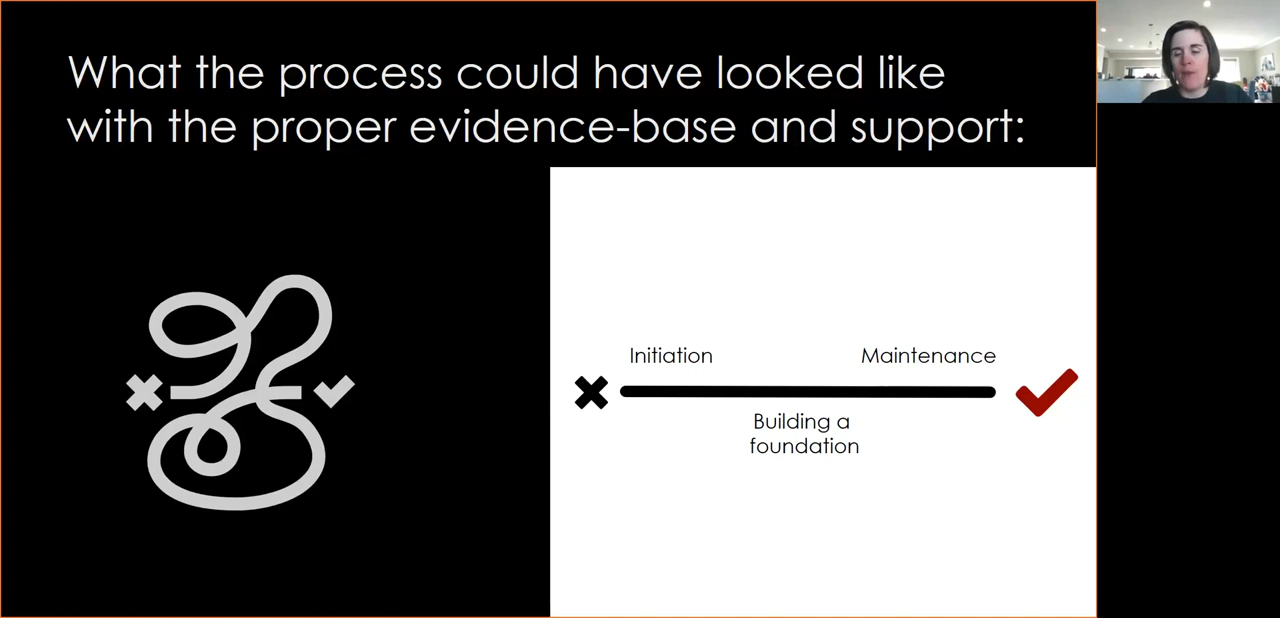 What the process could have looked like
with the proper evidence-base and support:
Initiation
Maintenance
Building a
foundation